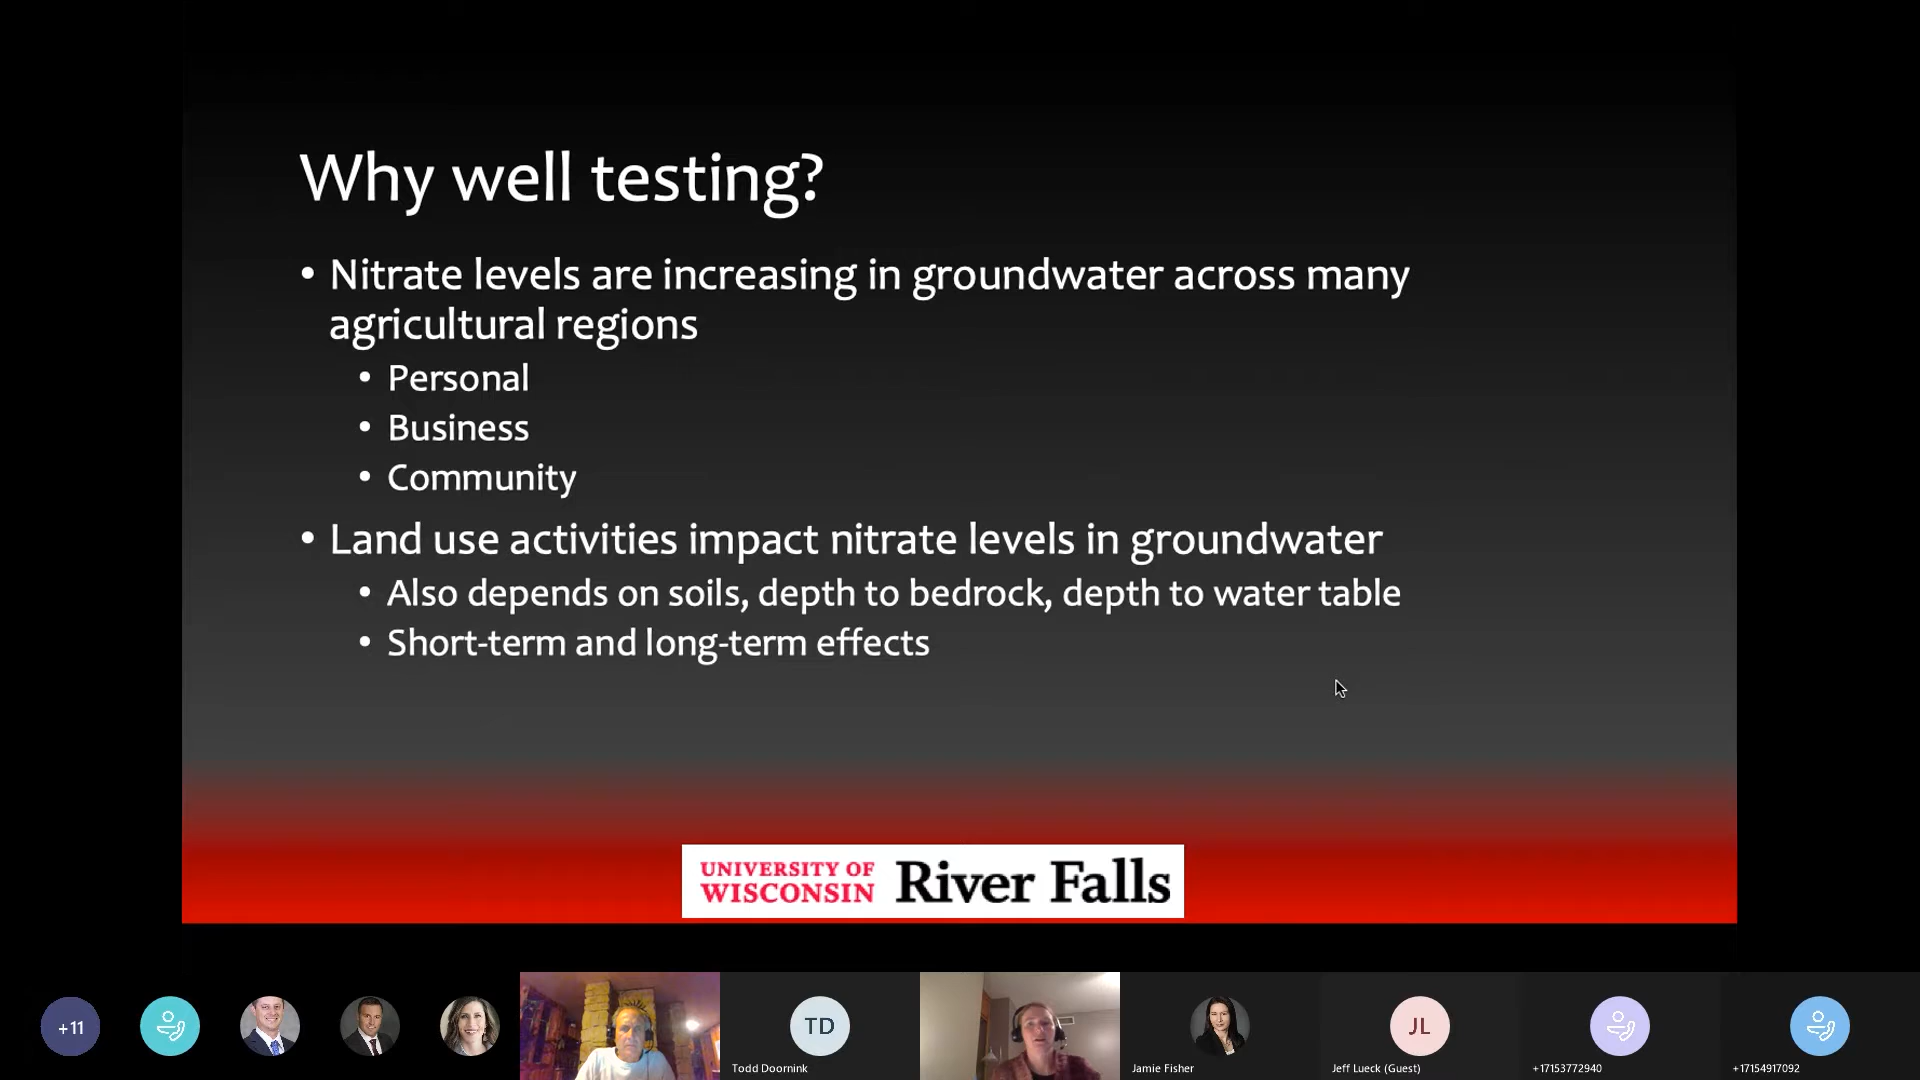 Why well testing?
• Nitrate levels are increasing in groundwater across many
agricultural regions
• Personal
• Business
• Community
• Land use activities impact nitrate levels in groundwater
• Also depends on soils, depth to bedrock, depth to water table
• Short-term and long-term effects
UNIVERSITY OF
WISCONSIN
River Falls
+11
TD
JL
Todd Doornink
Jamie Fisher
Jeff Lueck (Guest)
+17153772940
+17154917092